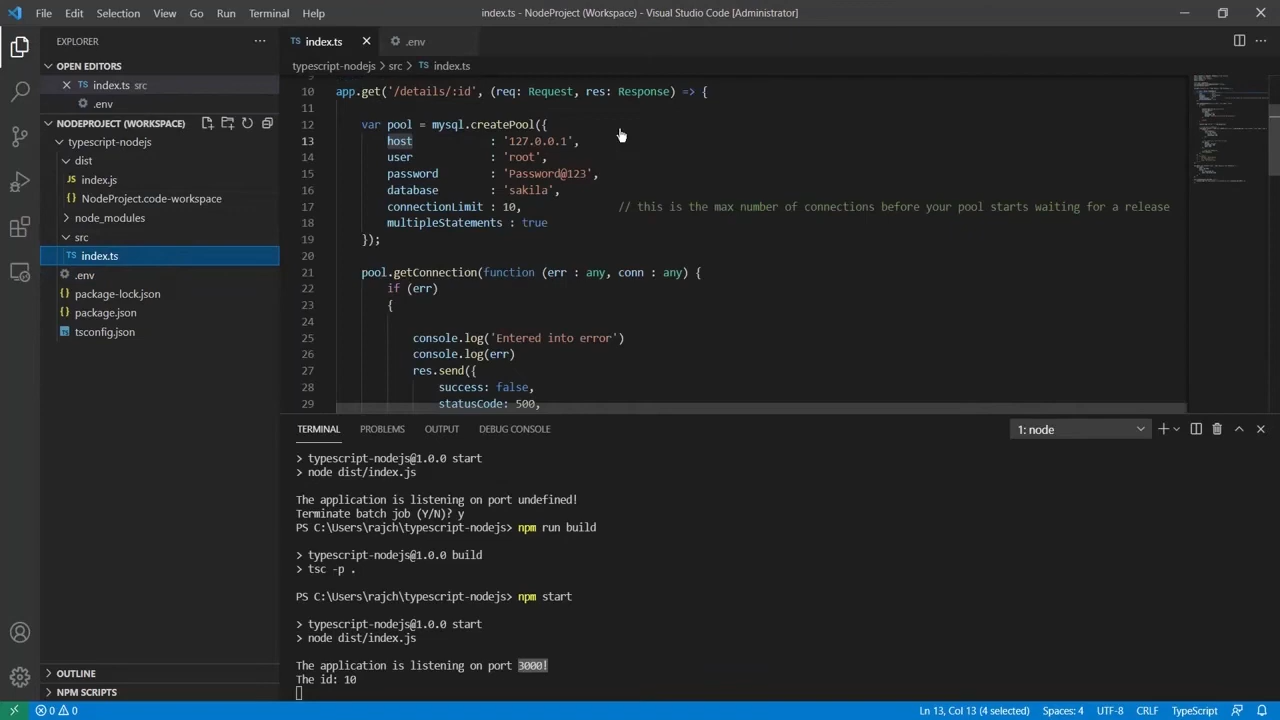 File Edit Selection View Go Run Terminal Help
index.ts - NodeProject (Workspace) - Visual Studio Code [Administrator]
EXPLORER
OPEN EDITORS
TS index.ts src
.env
NODEPROJECT (WORKSPACE)
typescript-nodejs
dist
JS index.js
NodeProject.code-workspace
node_modules
src
TS index.ts
.env
{} package-lock.json
{} package.json
tsconfig.json
OUTLINE
NPM SCRIPTS
TS index.ts
.env
typescript-nodejs > src > TS index.ts
10 app.get('/details/:id', (req: Request, res: Response) => {
11
12 var pool = mysql.createPool({
13 host : '127.0.0.1',
14 user : 'root',
15 password : 'Password@123',
16 database : 'sakila',
17 connectionLimit : 10, // this is the max number of connections before your pool starts waiting for a release
18 multipleStatements : true
19 });
20
21 pool.getConnection(function (err : any, conn : any) {
22 if (err)
23 {
24
25 console.log('Entered into error')
26 console.log(err)
27 res.send({
28 success: false,
29 statusCode: 500,
TERMINAL PROBLEMS OUTPUT DEBUG CONSOLE
1: node
> typescript-nodejs@1.0.0 start
> node dist/index.js
The application is listening on port undefined!
Terminate batch job (Y/N)? y
PS C:\Users\rajch\typescript-nodejs> npm run build
> typescript-nodejs@1.0.0 build
> tsc -p .
PS C:\Users\rajch\typescript-nodejs> npm start
> typescript-nodejs@1.0.0 start
> node dist/index.js
The application is listening on port 3000!
The id: 10
0 0
Ln 13, Col 13 (4 selected) Spaces: 4 UTF-8 CRLF TypeScript